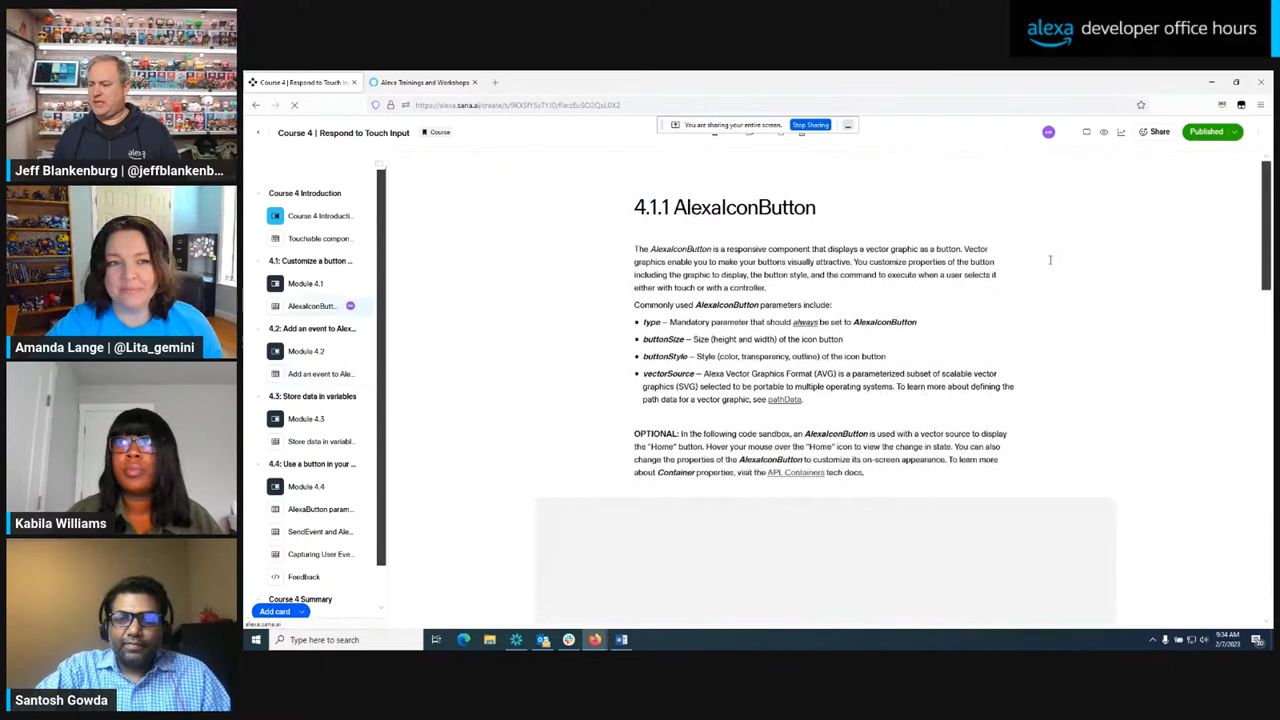 alexa developer office hours
Jeff Blankenburg | @jeffblankenb...
Amanda Lange | @Lita_gemini
Kabila Williams
Santosh Gowda
Course 4 | Respond to Touch In
Alexa Trainings and Workshops
You are sharing your entire screen.
Stop Sharing
Course 4 | Respond to Touch Input
Course
Share
Published
Course 4 Introduction
Course 4 Introducti..
Touchable compon..
4.1: Customize a button ...
Module 4.1
AlexaIconButt..
4.2: Add an event to Alex...
Module 4.2
Add an event to Ale...
4.3: Store data in variables
Module 4.3
Store data in variabl..
4.4: Use a button in your ...
Module 4.4
AlexaButton param..
SendEvent and Ale...
Capturing User Eve...
Feedback
Course 4 Summary
Add card
alexa.sana.ai
4.1.1 AlexaIconButton
The AlexaIconButton is a responsive component that displays a vector graphic as a button. Vector
graphics enable you to make your buttons visually attractive. You customize properties of the button
including the graphic to display, the button style, and the command to execute when a user selects it
either with touch or with a controller.
Commonly used AlexaIconButton parameters include:
• type – Mandatory parameter that should always be set to AlexaIconButton
• buttonSize – Size (height and width) of the icon button
• buttonStyle – Style (color, transparency, outline) of the icon button
• vectorSource – Alexa Vector Graphics Format (AVG) is a parameterized subset of scalable vector
graphics (SVG) selected to be portable to multiple operating systems. To learn more about defining the
path data for a vector graphic, see pathData.
OPTIONAL: In the following code sandbox, an AlexaIconButton is used with a vector source to display
the "Home" button. Hover your mouse over the "Home" icon to view the change in state. You can also
change the properties of the AlexaIconButton to customize its on-screen appearance. To learn more
about Container properties, visit the APL Containers tech docs.
Type here to search
9:34 AM
2/7/2023